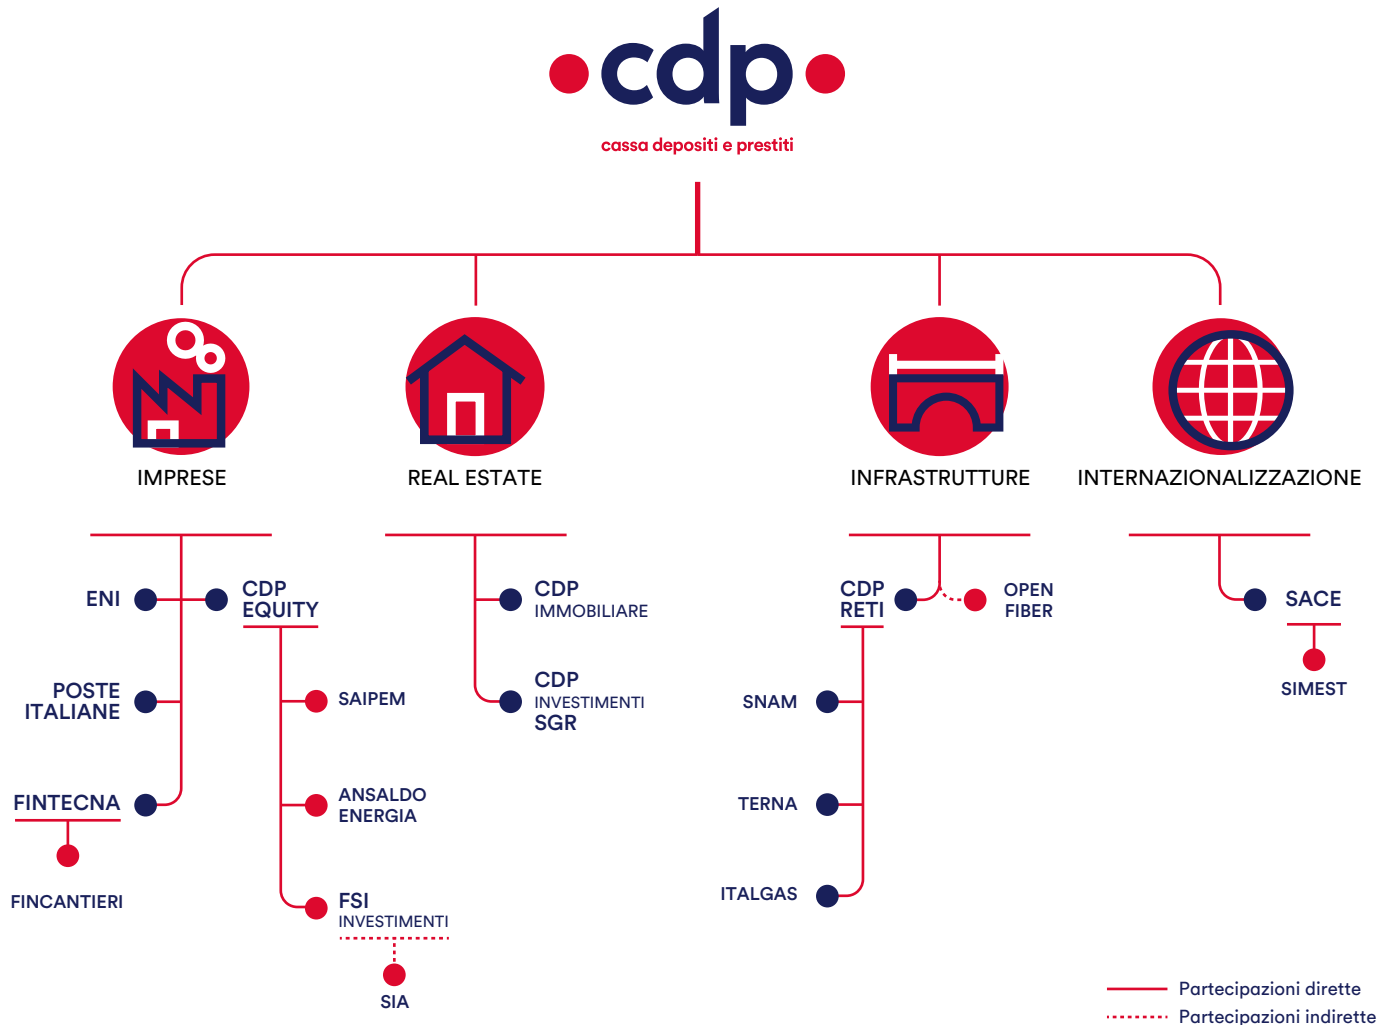 cdp
cassa depositi e prestiti
IMPRESE
REAL ESTATE
INFRASTRUTTURE
INTERNAZIONALIZZAZIONE
ENI
CDP
EQUITY
POSTE
ITALIANE
SAIPEM
FINTECNA
ANSALDO
ENERGIA
FINCANTIERI
FSI
INVESTIMENTI
SIA
CDP
IMMOBILIARE
CDP
INVESTIMENTI
SGR
CDP
RETI
OPEN
FIBER
SNAM
TERNA
ITALGAS
SACE
SIMEST
Partecipazioni dirette
Partecipazioni indirette